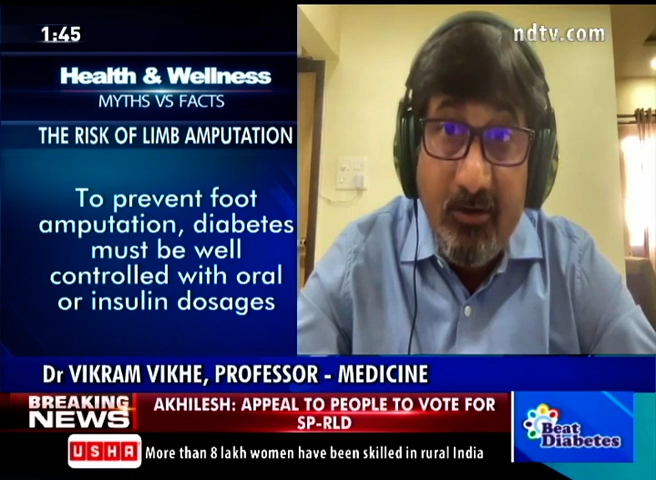 1:45
ndtv.com
Health & Wellness
MYTHS VS FACTS
THE RISK OF LIMB AMPUTATION
To prevent foot
amputation, diabetes
must be well
controlled with oral
or insulin dosages
Dr VIKRAM VIKHE, PROFESSOR - MEDICINE
BREAKING
NEWS
AKHILESH: APPEAL TO PEOPLE TO VOTE FOR
SP-RLD
Beat
Diabetes
USHA
More than 8 lakh women have been skilled in rural India